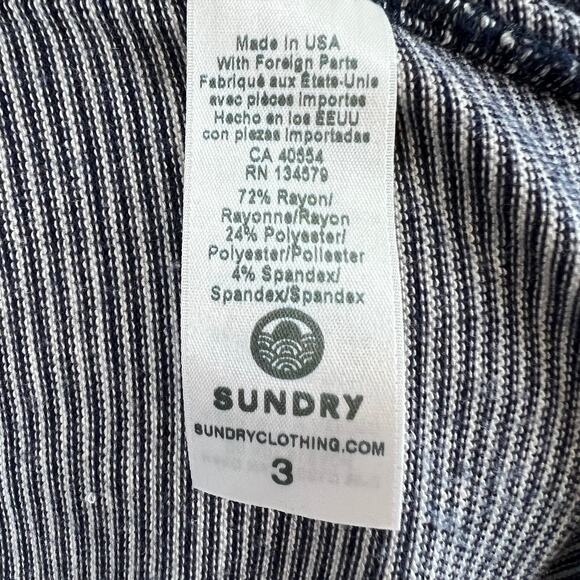 Made in USA
With Foreign Parts
Fabriqué aux États-Unis
avec pièces Importes
Hecho en los EEUU
con piezas Importadas
CA 40554
RN 134579
72% Rayon/
Rayonne/Rayon
24% Polyester/
Polyester/Poliester
4% Spandex/
Spandex/Spandex
SUNDRY
SUNDRYCLOTHING.COM
3